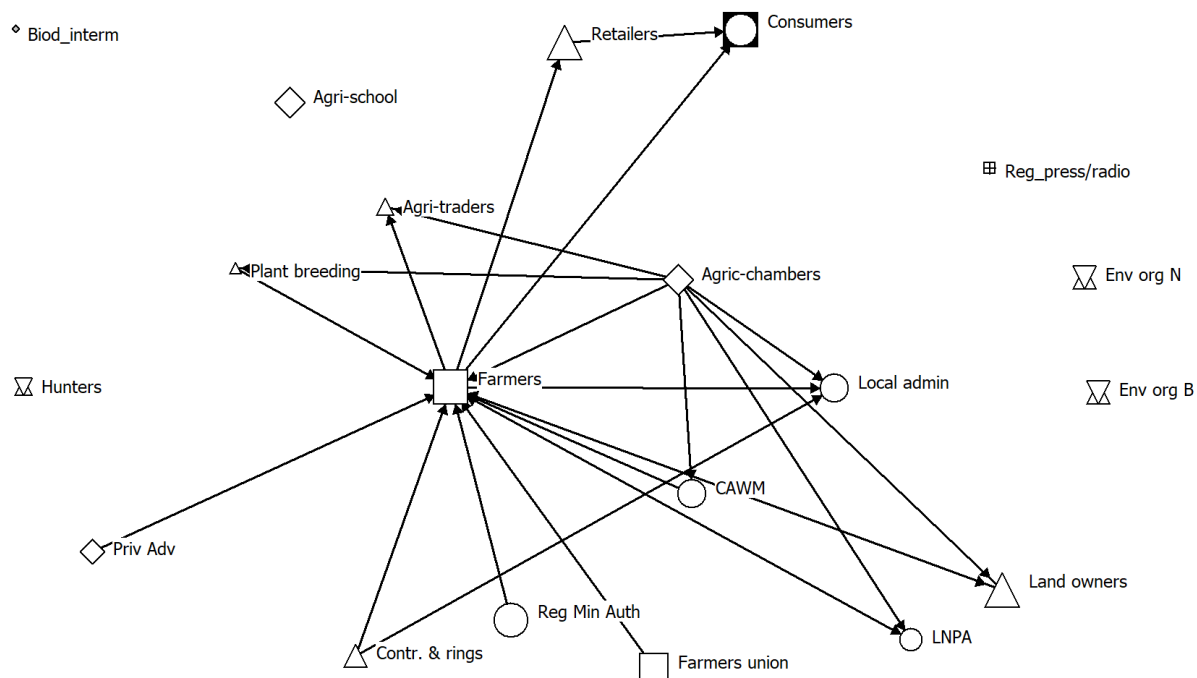 Consumers
Biod_interm
Retailers
Agri-school
Reg_press/radio
Agri-traders
Plant breeding
Agric-chambers
Env org N
Farmers
Local admin
Hunters
Env org B
CAWM
Priv Adv
Land owners
Reg Min Auth
LNPA
Contr. & rings
Farmers union